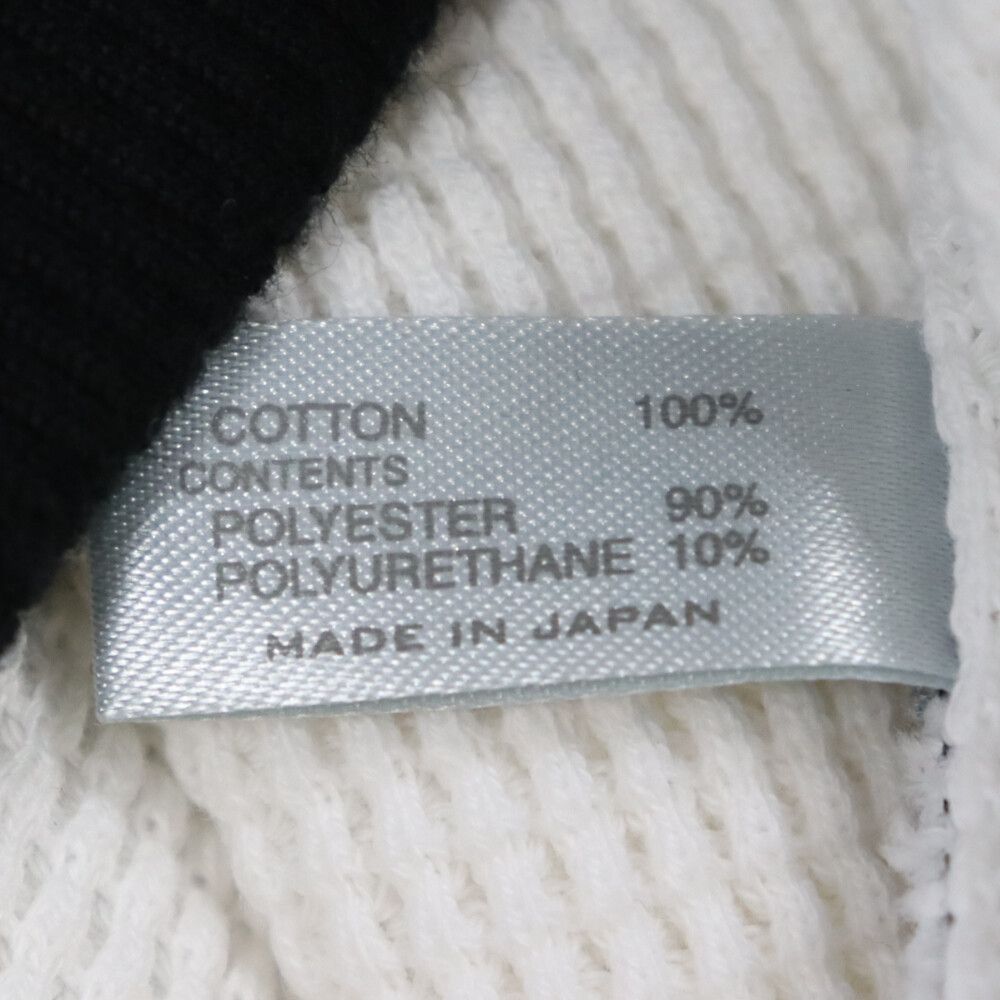 COTTON 100%
CONTENTS
POLYESTER 90%
POLYURETHANE 10%
MADE IN JAPAN